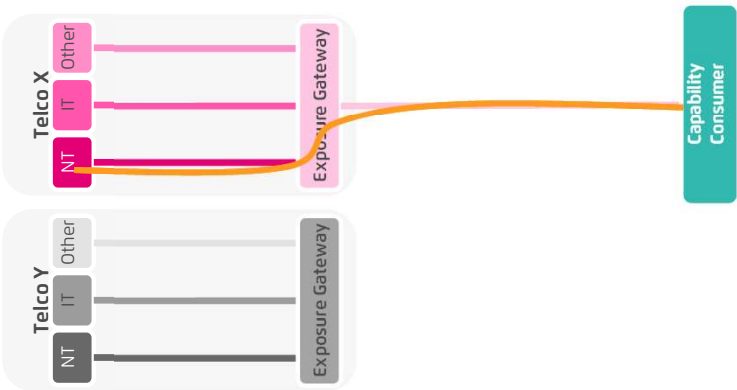 Telco X
Other
IT
NT
Exposure Gateway
Capability
Consumer
Telco Y
Other
IT
NT
Exposure Gateway